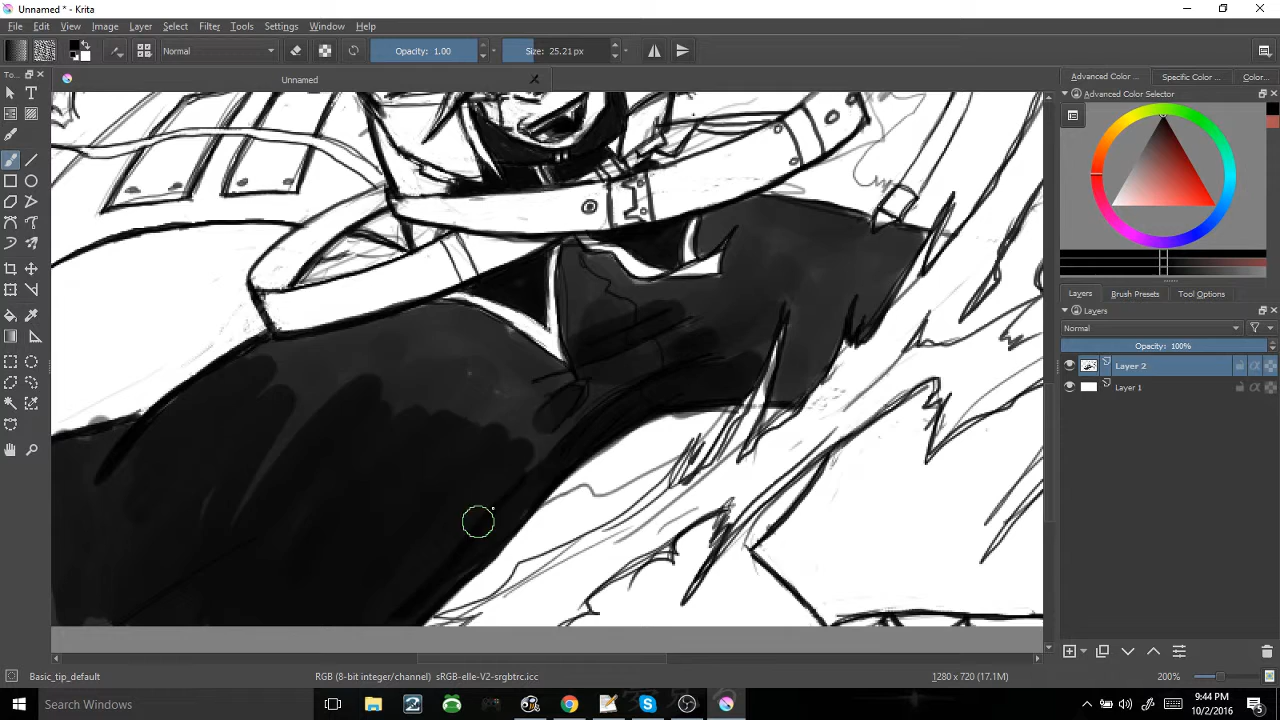 Unnamed * - Krita
File Edit View Image Layer Select Filter Tools Settings Window Help
Normal Opacity: 1.00 Size: 25.21 px
To... Unnamed Advanced Color ... Specific Color ... Color...
Advanced Color Selector
Layers Brush Presets Tool Options
Layers
Normal
Opacity: 100%
Layer 2
Layer 1
Basic_tip_default RGB (8-bit integer/channel) sRGB-elle-V2-srgbtrc.icc 1280 x 720 (17.1M) 200%
Search Windows
9:44 PM
10/2/2016